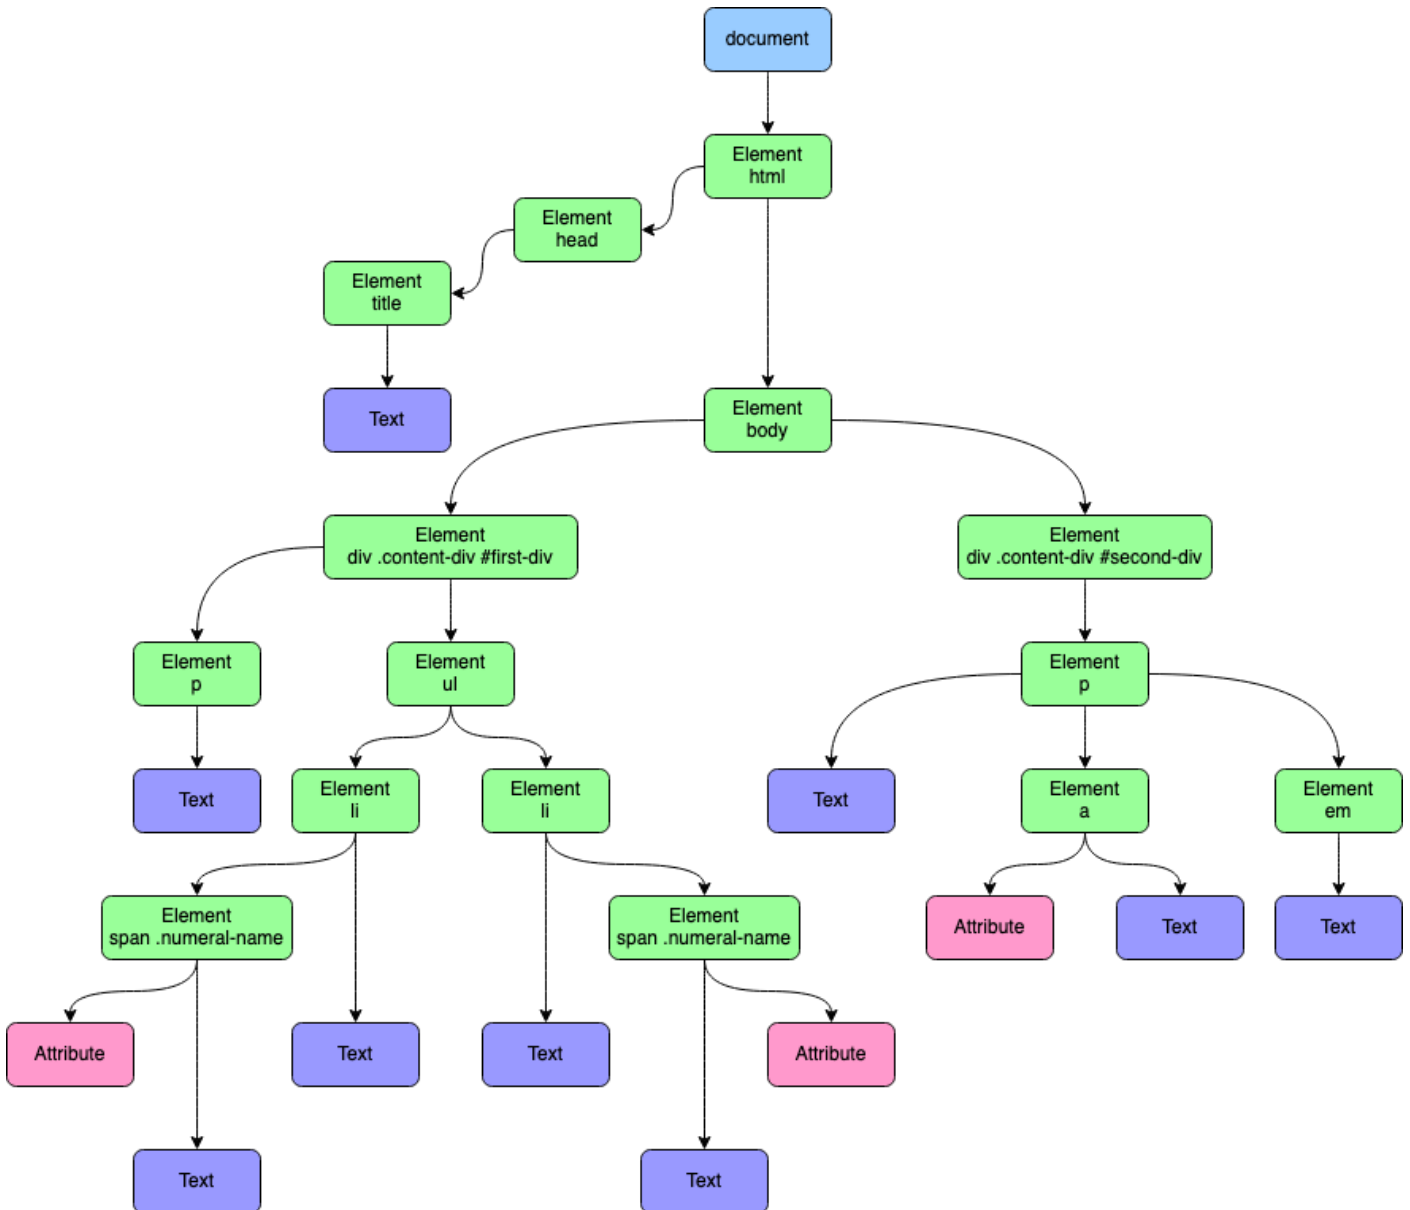 document
Element
html
Element
head
Element
title
Text
Element
body
Element
div .content-div #first-div
Element
div .content-div #second-div
Element
p
Element
ul
Element
p
Text
Element
li
Element
li
Text
Element
a
Element
em
Element
span .numeral-name
Element
span .numeral-name
Attribute
Text
Text
Attribute
Text
Text
Attribute
Text
Text